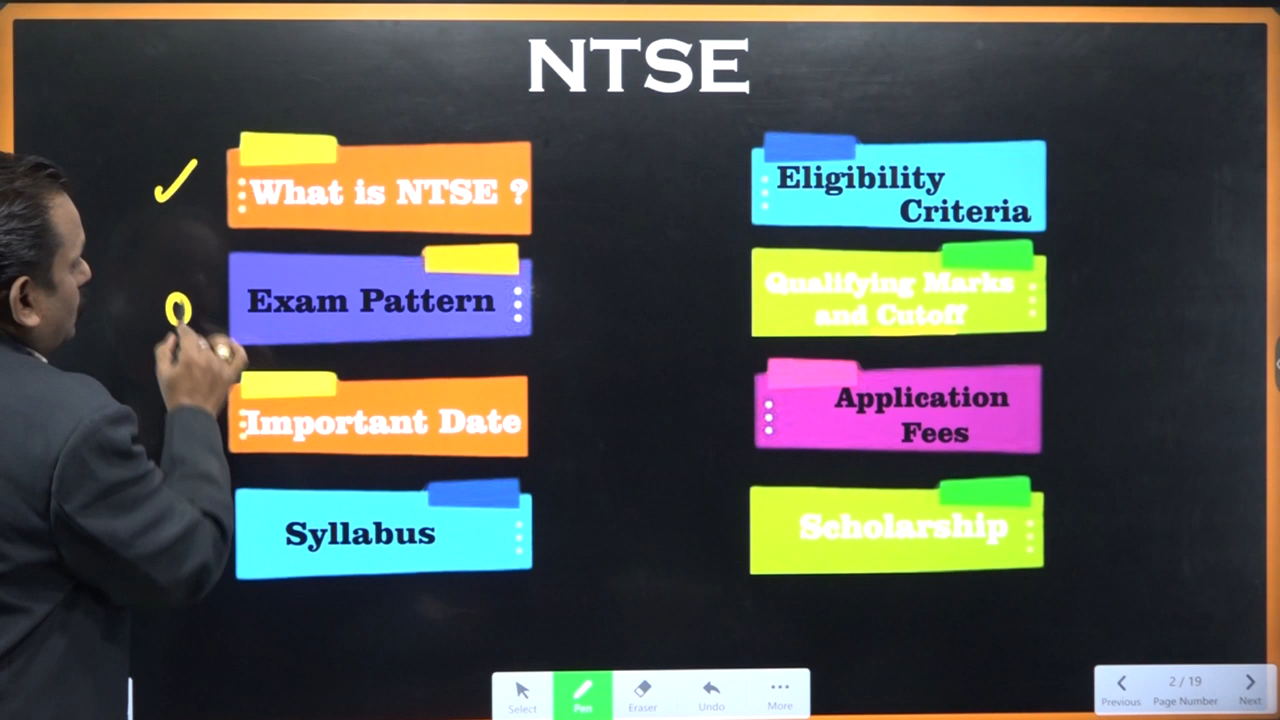 NTSE
What is NTSE ?
Exam Pattern
Important Date
Syllabus
Eligibility
Criteria
Qualifying Marks
and Cutoff
Application
Fees
Scholarship
Select
Pen
Eraser
Undo
More
2 / 19
Previous
Page Number
Next